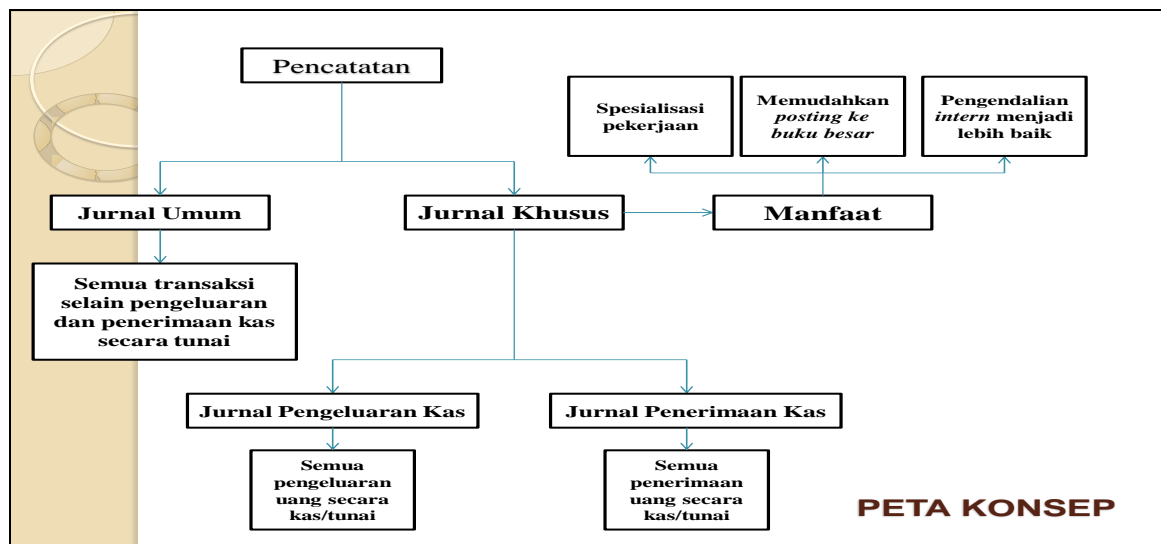 Pencatatan
Spesialisasi
pekerjaan
Memudahkan
posting ke
buku besar
Pengendalian
intern menjadi
lebih baik
Jurnal Umum
Jurnal Khusus
Manfaat
Semua transaksi
selain pengeluaran
dan penerimaan kas
secara tunai
Jurnal Pengeluaran Kas
Jurnal Penerimaan Kas
Semua
pengeluaran
uang secara
kas/tunai
Semua
penerimaan
uang secara
kas/tunai
PETA KONSEP